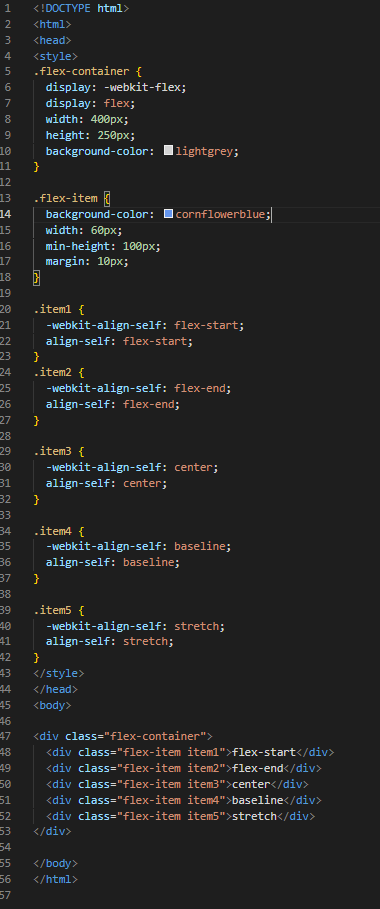 1 <!DOCTYPE html>
2 <html>
3 <head>
4 <style>
5 .flex-container {
6   display: -webkit-flex;
7   display: flex;
8   width: 400px;
9   height: 250px;
10   background-color: lightgrey;
11 }
12
13 .flex-item {
14   background-color: cornflowerblue;
15   width: 60px;
16   min-height: 100px;
17   margin: 10px;
18 }
19
20 .item1 {
21   -webkit-align-self: flex-start;
22   align-self: flex-start;
23 }
24 .item2 {
25   -webkit-align-self: flex-end;
26   align-self: flex-end;
27 }
28
29 .item3 {
30   -webkit-align-self: center;
31   align-self: center;
32 }
33
34 .item4 {
35   -webkit-align-self: baseline;
36   align-self: baseline;
37 }
38
39 .item5 {
40   -webkit-align-self: stretch;
41   align-self: stretch;
42 }
43 </style>
44 </head>
45 <body>
46
47 <div class="flex-container">
48   <div class="flex-item item1">flex-start</div>
49   <div class="flex-item item2">flex-end</div>
50   <div class="flex-item item3">center</div>
51   <div class="flex-item item4">baseline</div>
52   <div class="flex-item item5">stretch</div>
53 </div>
54
55 </body>
56 </html>
57